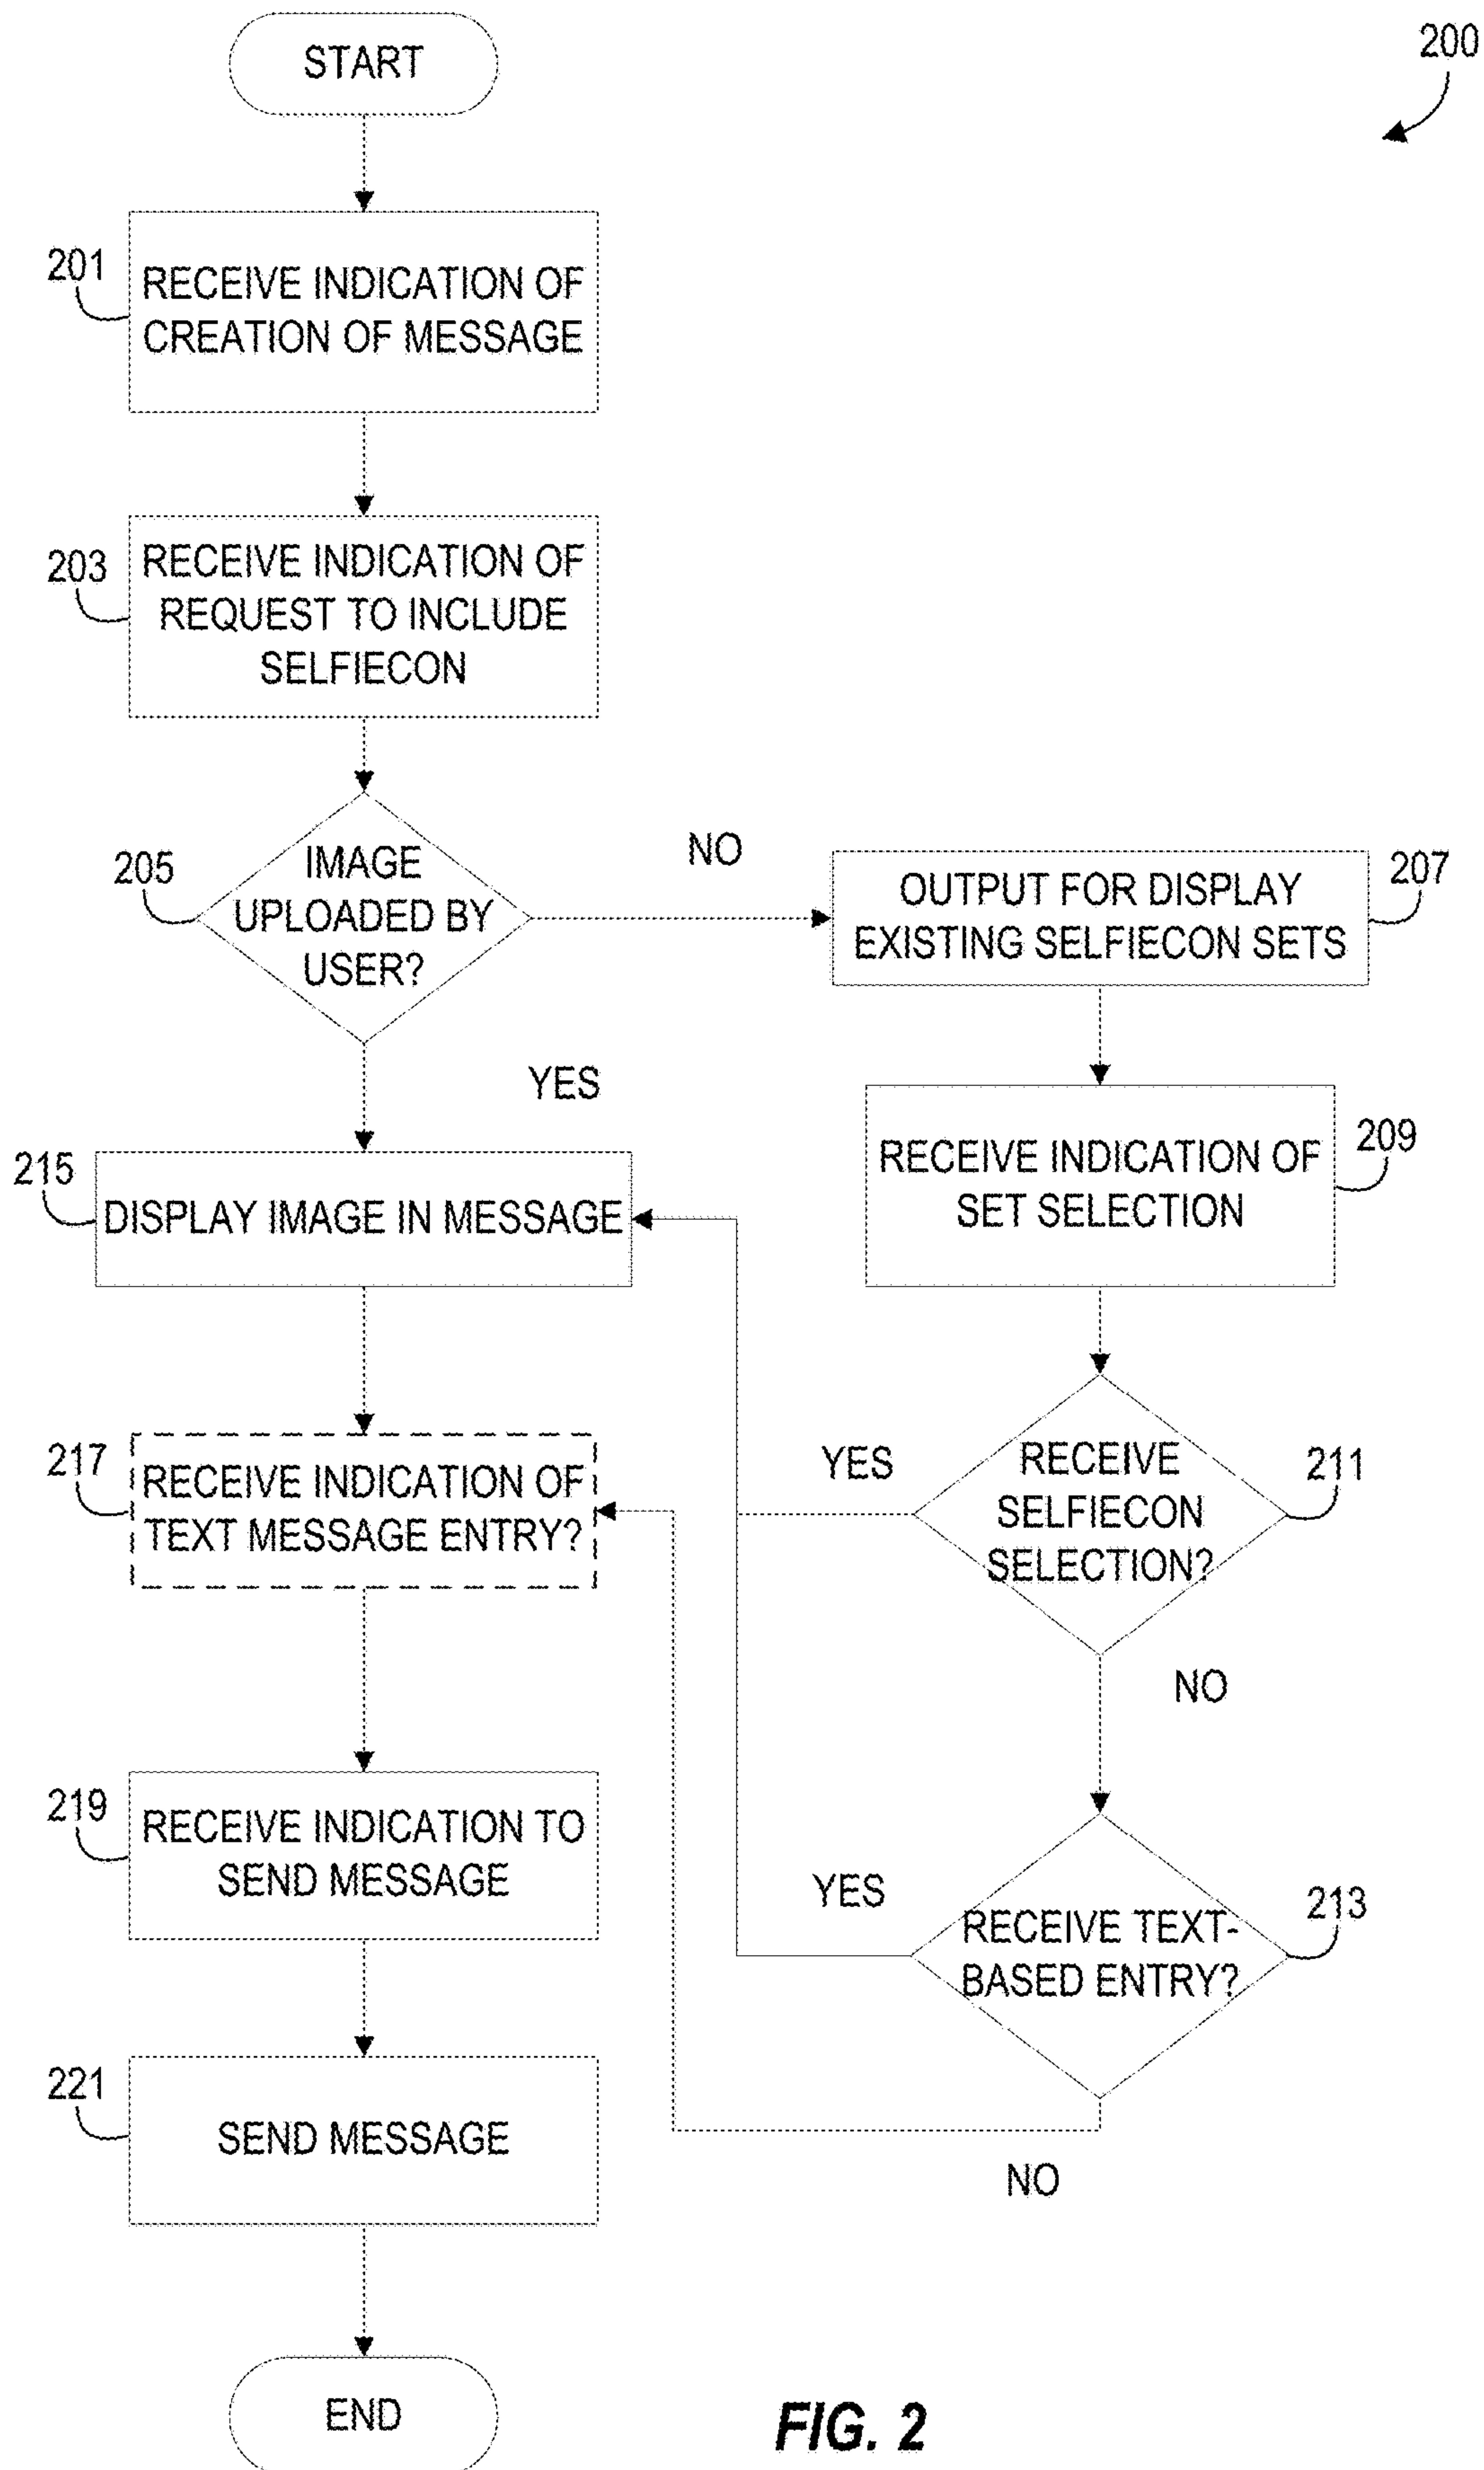 START
200
201
RECEIVE INDICATION OF
CREATION OF MESSAGE
203
RECEIVE INDICATION OF
REQUEST TO INCLUDE
SELFIECON
205
IMAGE
UPLOADED BY
USER?
NO
OUTPUT FOR DISPLAY
EXISTING SELFIECON SETS
207
YES
215
DISPLAY IMAGE IN MESSAGE
RECEIVE INDICATION OF
SET SELECTION
209
217
RECEIVE INDICATION OF
TEXT MESSAGE ENTRY?
YES
RECEIVE
SELFIECON
SELECTION?
211
NO
219
RECEIVE INDICATION TO
SEND MESSAGE
YES
RECEIVE TEXT-
BASED ENTRY?
213
221
SEND MESSAGE
NO
END
FIG. 2